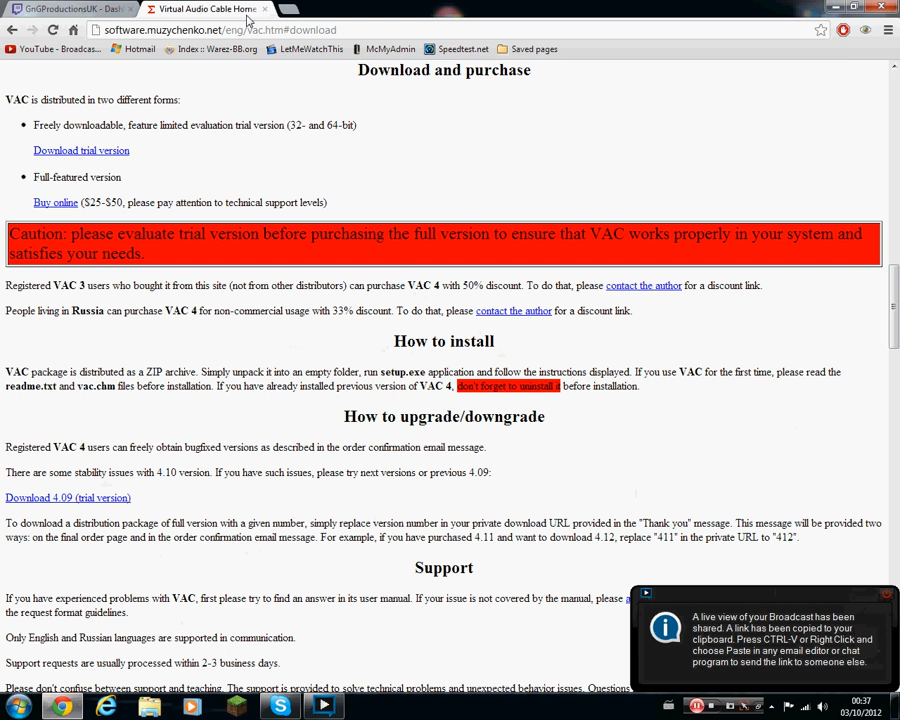 GnGProductionsUK - Dash
Virtual Audio Cable Home
software.muzychenko.net/eng/vac.htm#download
YouTube - Broadcas...
Hotmail
Index :: Warez-BB.org
LetMeWatchThis
McMyAdmin
Speedtest.net
Saved pages
Download and purchase
VAC is distributed in two different forms:
Freely downloadable, feature limited evaluation trial version (32- and 64-bit)
Download trial version
Full-featured version
Buy online ($25-$50, please pay attention to technical support levels)
Caution: please evaluate trial version before purchasing the full version to ensure that VAC works properly in your system and
satisfies your needs.
Registered VAC 3 users who bought it from this site (not from other distributors) can purchase VAC 4 with 50% discount. To do that, please contact the author for a discount link.
People living in Russia can purchase VAC 4 for non-commercial usage with 33% discount. To do that, please contact the author for a discount link.
How to install
VAC package is distributed as a ZIP archive. Simply unpack it into an empty folder, run setup.exe application and follow the instructions displayed. If you use VAC for the first time, please read the
readme.txt and vac.chm files before installation. If you have already installed previous version of VAC 4, don't forget to uninstall it before installation.
How to upgrade/downgrade
Registered VAC 4 users can freely obtain bugfixed versions as described in the order confirmation email message.
There are some stability issues with 4.10 version. If you have such issues, please try next versions or previous 4.09:
Download 4.09 (trial version)
To download a distribution package of full version with a given number, simply replace version number in your private download URL provided in the "Thank you" message. This message will be provided two
ways: on the final order page and in the order confirmation email message. For example, if you have purchased 4.11 and want to download 4.12, replace "411" in the private URL to "412".
Support
If you have experienced problems with VAC, first please try to find an answer in its user manual. If your issue is not covered by the manual, please a
the request format guidelines.
Only English and Russian languages are supported in communication.
Support requests are usually processed within 2-3 business days.
Please don't confuse between support and teaching. The support is provided to solve technical problems and unexpected behavior issues. Questions
A live view of your Broadcast has been
shared. A link has been copied to your
clipboard. Press CTRL-V or Right Click and
choose Paste in any email editor or chat
program to send the link to someone else.
00:37
03/10/2012